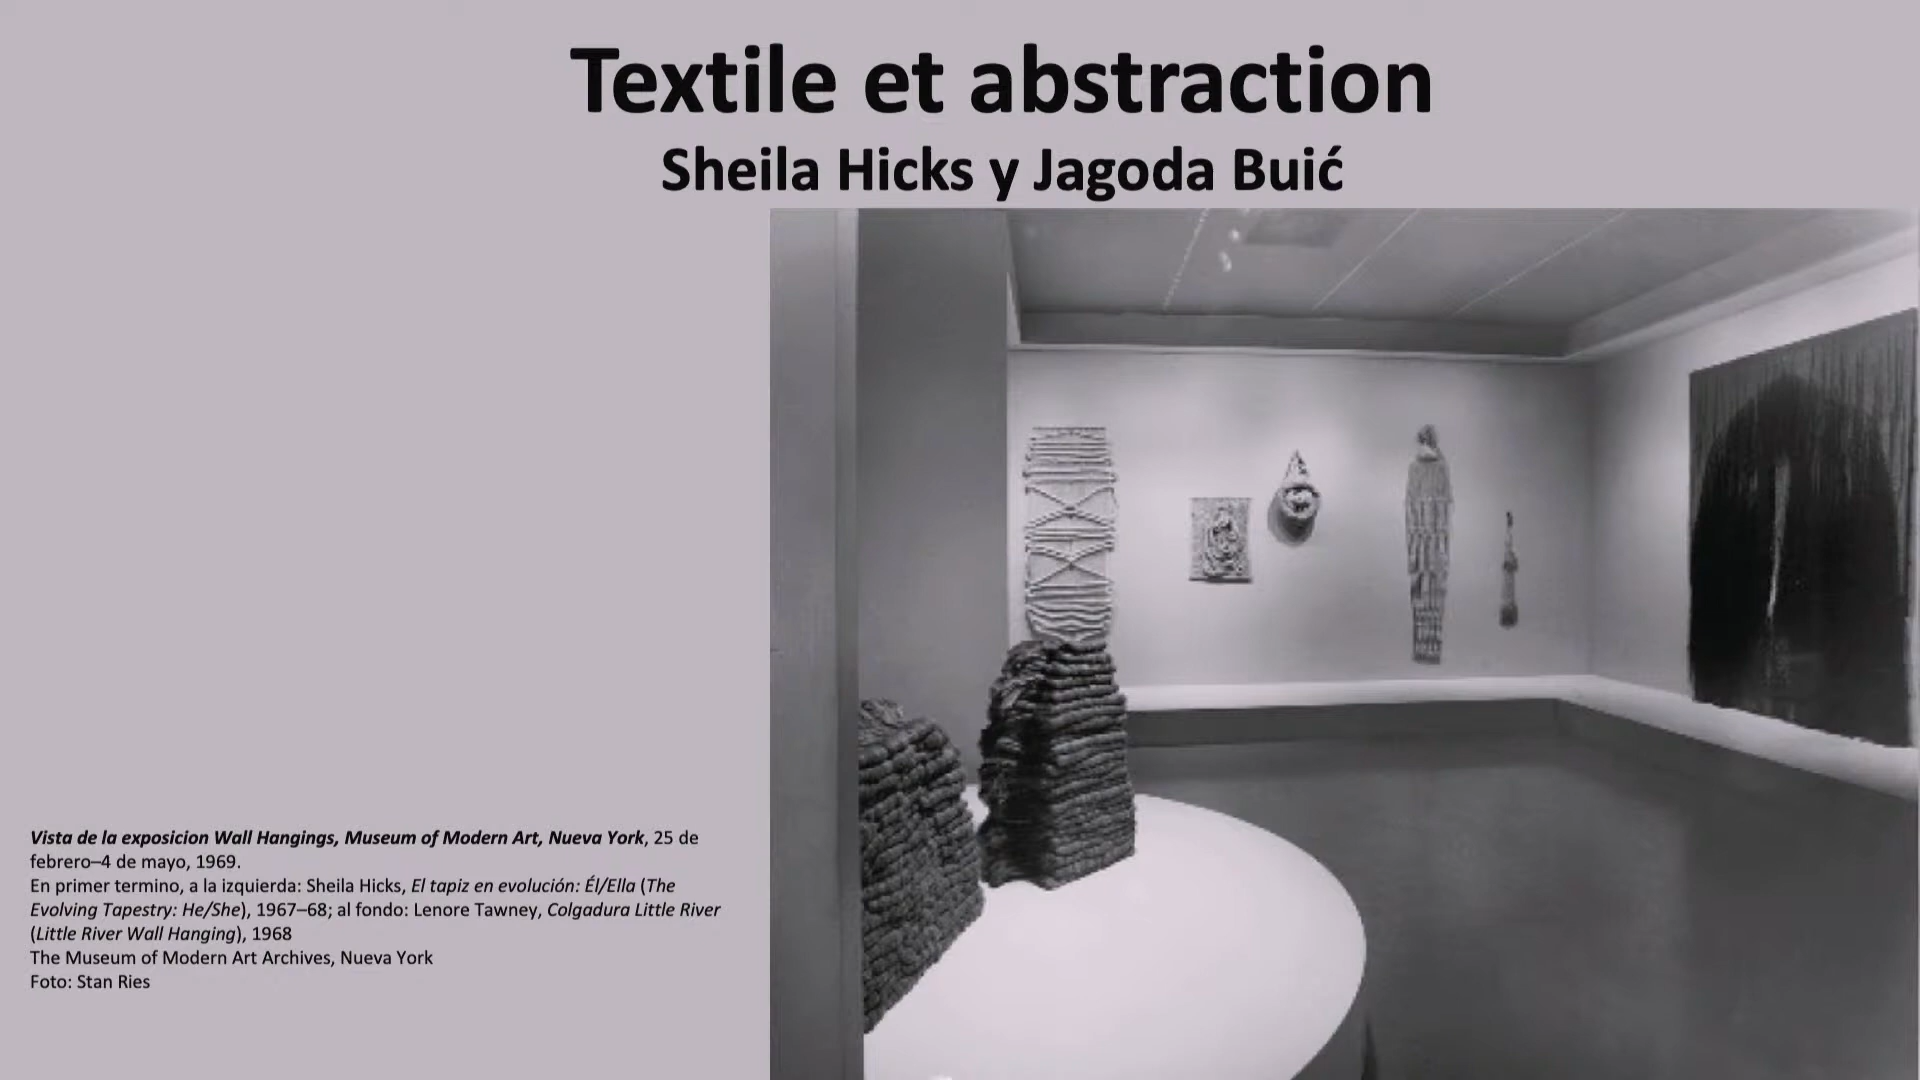 Textile et abstraction
Sheila Hicks y Jagoda Buić
Vista de la exposicion Wall Hangings, Museum of Modern Art, Nueva York, 25 de
febrero–4 de mayo, 1969.
En primer termino, a la izquierda: Sheila Hicks, El tapiz en evolución: Él/Ella (The
Evolving Tapestry: He/She), 1967–68; al fondo: Lenore Tawney, Colgadura Little River
(Little River Wall Hanging), 1968
The Museum of Modern Art Archives, Nueva York
Foto: Stan Ries